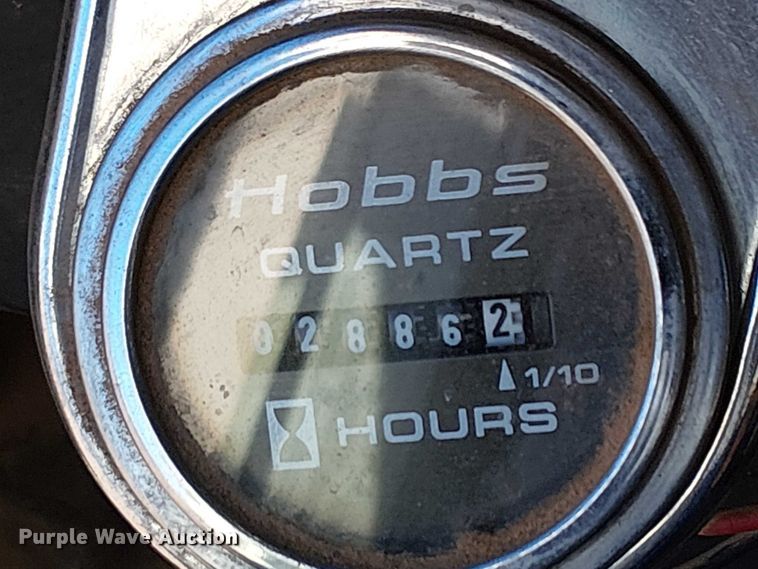 Hobbs
QUARTZ
028862
1/10
HOURS
Purple Wave Auction